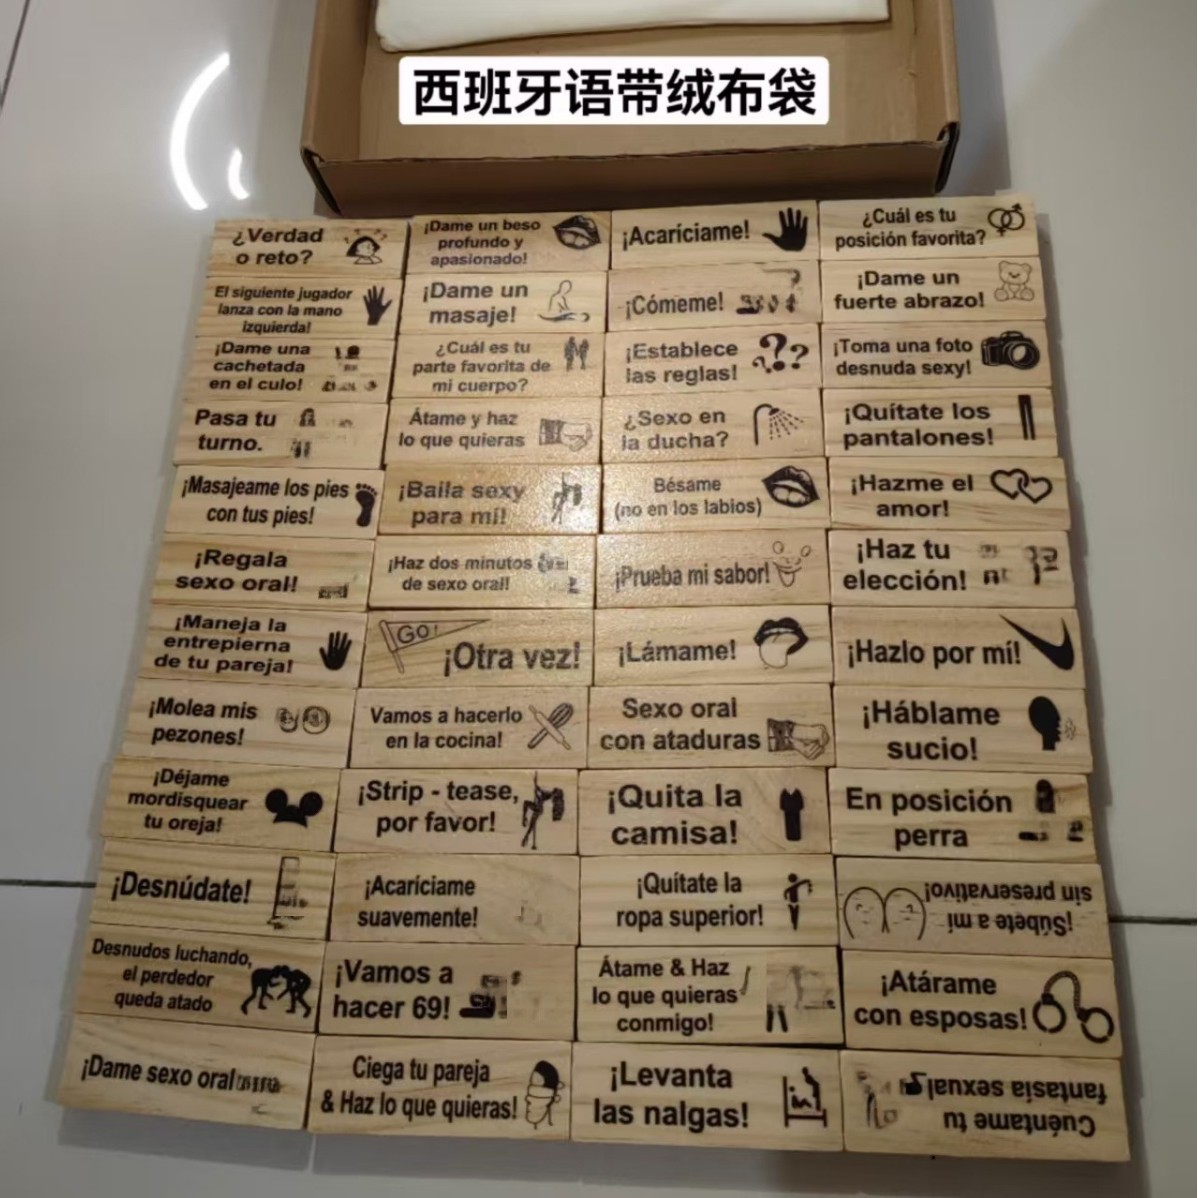 西班牙语带绒布袋
¿Verdad
o reto?
¡Dame un beso
profundo y
apasionado!
¡Acaríciame!
¿Cuál es tu
posición favorita?
El siguiente jugador
lanza con la mano
izquierda!
¡Dame un
masaje!
¡Cómeme!
¡Dame un
fuerte abrazo!
¡Dame una
cachetada
en el culo!
¿Cuál es tu
parte favorita de
mi cuerpo?
¡Establece
las reglas!
¡Toma una foto
desnuda sexy!
Pasa tu
turno.
Átame y haz
lo que quieras
¿Sexo en
la ducha?
¡Quítate los
pantalones!
¡Masajeame los pies
con tus pies!
¡Baila sexy
para mí!
Bésame
(no en los labios)
¡Hazme el
amor!
¡Regala
sexo oral!
¡Haz dos minutos
de sexo oral!
¡Prueba mi sabor!
¡Haz tu
elección!
¡Maneja la
entrepierna
de tu pareja!
GO!
¡Otra vez!
¡Lámame!
¡Hazlo por mí!
¡Molea mis
pezones!
Vamos a hacerlo
en la cocina!
Sexo oral
con ataduras
¡Háblame
sucio!
¡Déjame
mordisquear
tu oreja!
¡Strip - tease,
por favor!
¡Quita la
camisa!
En posición
perra
¡Desnúdate!
¡Acaríciame
suavemente!
¡Quítate la
ropa superior!
¡Súbete a mí
sin preservativo!
Desnudos luchando,
el perdedor
queda atado
¡Vamos a
hacer 69!
Átame & Haz
lo que quieras
conmigo!
¡Atárame
con esposas!
¡Dame sexo oral
Ciega tu pareja
& Haz lo que quieras!
¡Levanta
las nalgas!
Cuéntame tu
fantasía sexual